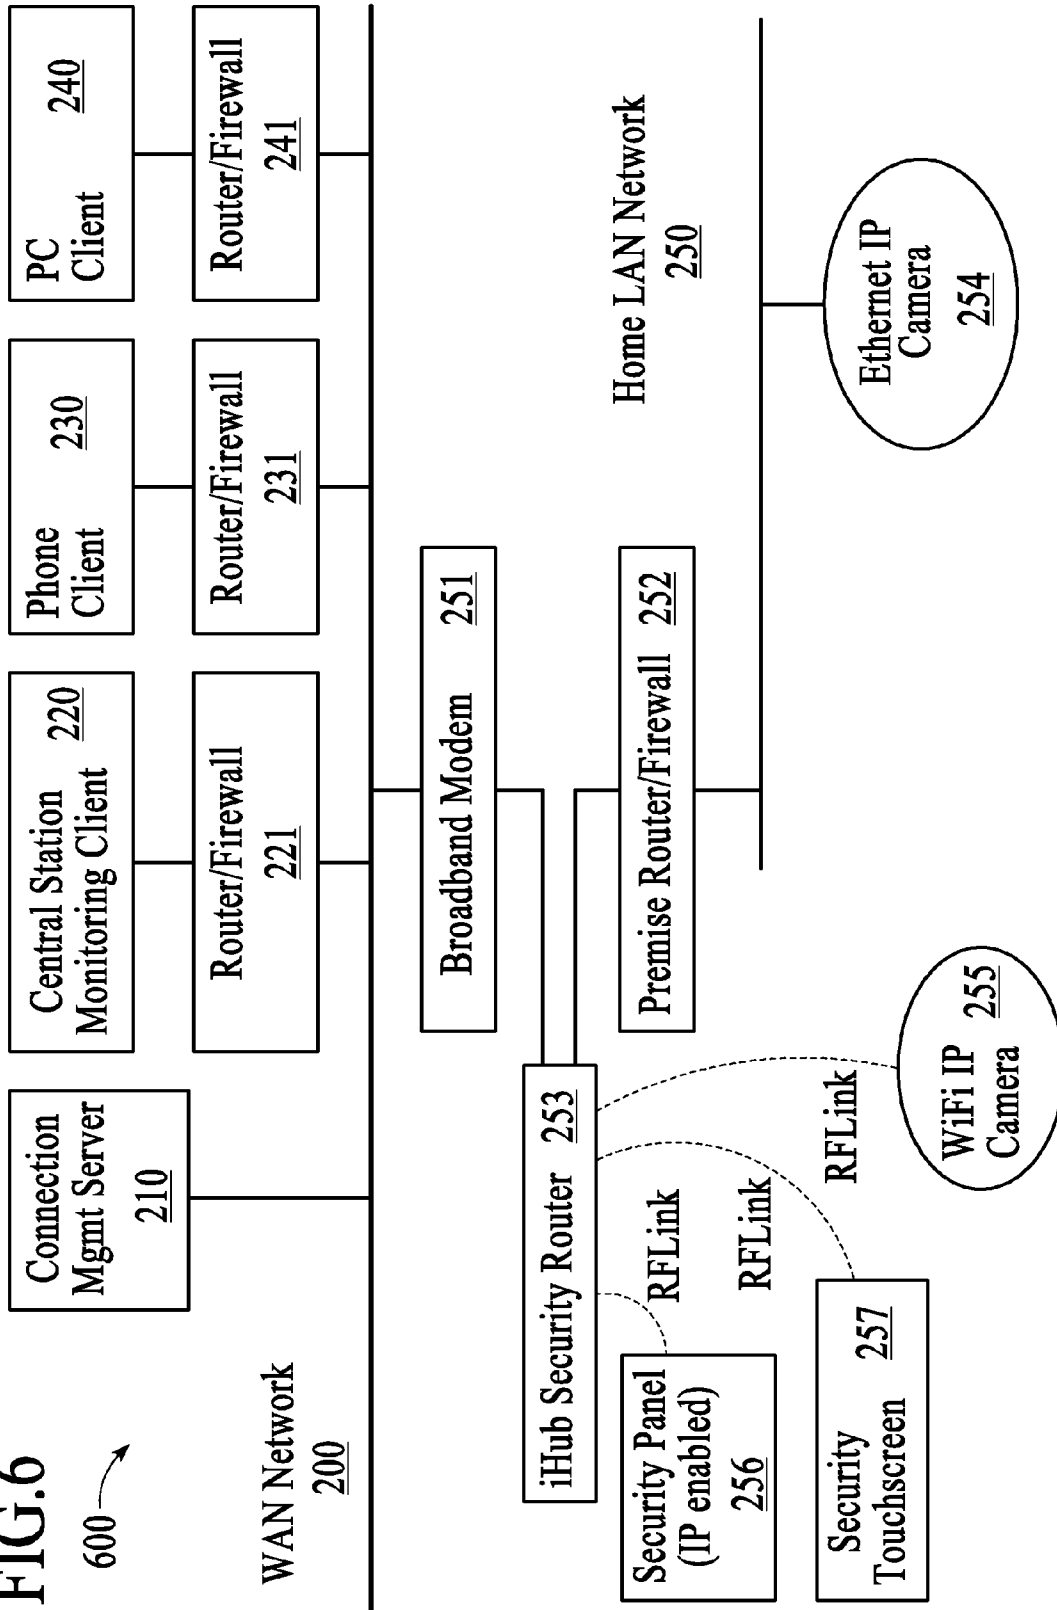 FIG.6
600
WAN Network
200
Connection
Mgmt Server
210
Central Station
Monitoring Client
220
Router/Firewall
221
Phone
Client
230
Router/Firewall
231
PC
Client
240
Router/Firewall
241
Broadband Modem 251
iHub Security Router 253
Premise Router/Firewall 252
Home LAN Network
250
Security Panel
(IP enabled)
256
RFLink
RFLink
RFLink
Security
Touchscreen
257
WiFi IP
Camera
255
Ethernet IP
Camera
254